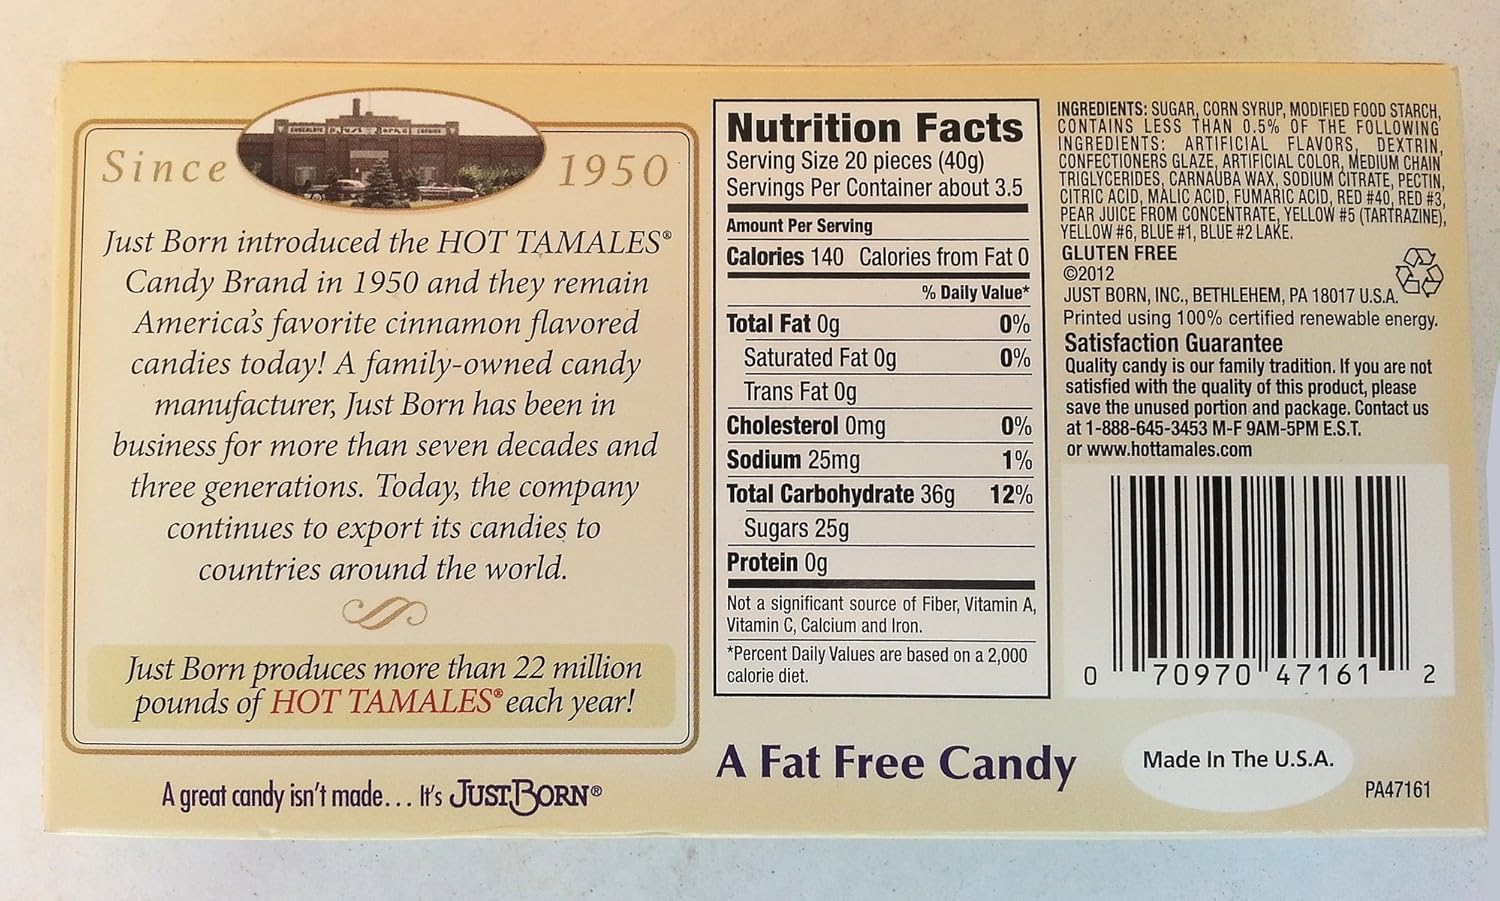 Since 1950
Just Born introduced the HOT TAMALES®
Candy Brand in 1950 and they remain
America's favorite cinnamon flavored
candies today! A family-owned candy
manufacturer, Just Born has been in
business for more than seven decades and
three generations. Today, the company
continues to export its candies to
countries around the world.
Just Born produces more than 22 million
pounds of HOT TAMALES® each year!
A great candy isn't made... It's JUST BORN®
Nutrition Facts
Serving Size 20 pieces (40g)
Servings Per Container about 3.5
Amount Per Serving
Calories 140 Calories from Fat 0
% Daily Value*
Total Fat 0g 0%
Saturated Fat 0g 0%
Trans Fat 0g
Cholesterol 0mg 0%
Sodium 25mg 1%
Total Carbohydrate 36g 12%
Sugars 25g
Protein 0g
Not a significant source of Fiber, Vitamin A,
Vitamin C, Calcium and Iron.
*Percent Daily Values are based on a 2,000
calorie diet.
A Fat Free Candy
INGREDIENTS: SUGAR, CORN SYRUP, MODIFIED FOOD STARCH,
CONTAINS LESS THAN 0.5% OF THE FOLLOWING
INGREDIENTS: ARTIFICIAL FLAVORS, DEXTRIN,
CONFECTIONERS GLAZE, ARTIFICIAL COLOR, MEDIUM CHAIN
TRIGLYCERIDES, CARNAUBA WAX, SODIUM CITRATE, PECTIN,
CITRIC ACID, MALIC ACID, FUMARIC ACID, RED #40, RED #3,
PEAR JUICE FROM CONCENTRATE, YELLOW #5 (TARTRAZINE),
YELLOW #6, BLUE #1, BLUE #2 LAKE.
GLUTEN FREE
©2012
JUST BORN, INC., BETHLEHEM, PA 18017 U.S.A.
Printed using 100% certified renewable energy.
Satisfaction Guarantee
Quality candy is our family tradition. If you are not
satisfied with the quality of this product, please
save the unused portion and package. Contact us
at 1-888-645-3453 M-F 9AM-5PM E.S.T.
or www.hottamales.com
0 70970 47161 2
Made In The U.S.A.
PA47161